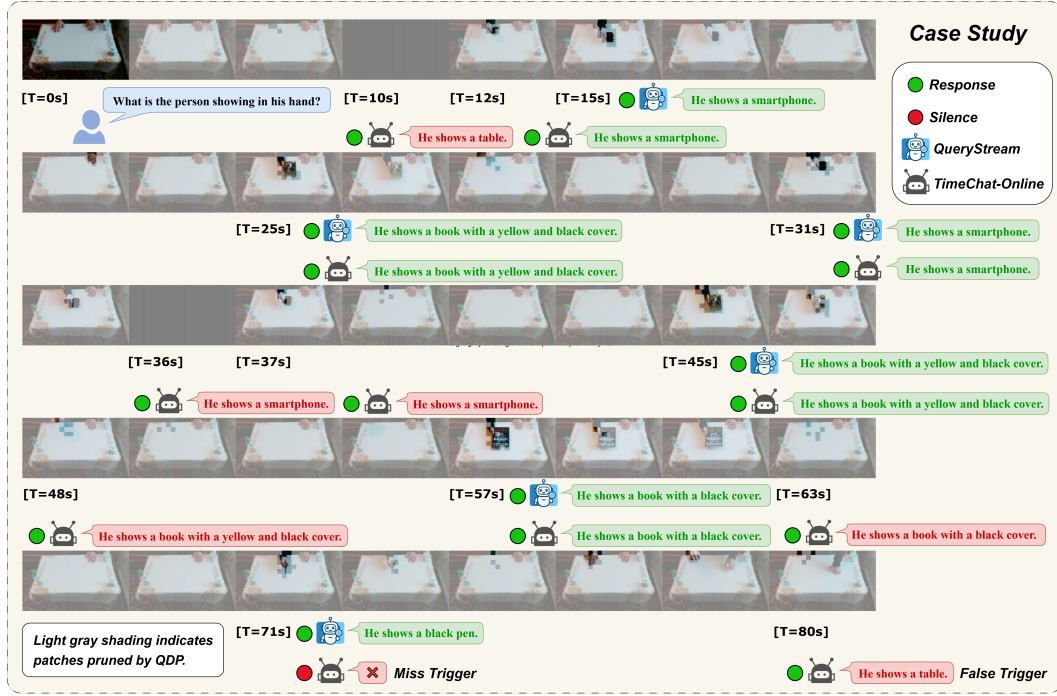 Case Study
Response
Silence
QueryStream
TimeChat-Online
[T=0s]
What is the person showing in his hand?
[T=10s]
[T=12s]
[T=15s]
He shows a smartphone.
He shows a table.
He shows a smartphone.
[T=25s]
He shows a book with a yellow and black cover.
[T=31s]
He shows a smartphone.
He shows a book with a yellow and black cover.
He shows a smartphone.
[T=36s]
[T=37s]
[T=45s]
He shows a book with a yellow and black cover.
He shows a smartphone.
He shows a smartphone.
He shows a book with a yellow and black cover.
[T=48s]
[T=57s]
He shows a book with a black cover.
[T=63s]
He shows a book with a yellow and black cover.
He shows a book with a black cover.
He shows a book with a black cover.
Light gray shading indicates
patches pruned by QDP.
[T=71s]
He shows a black pen.
[T=80s]
Miss Trigger
He shows a table.
False Trigger